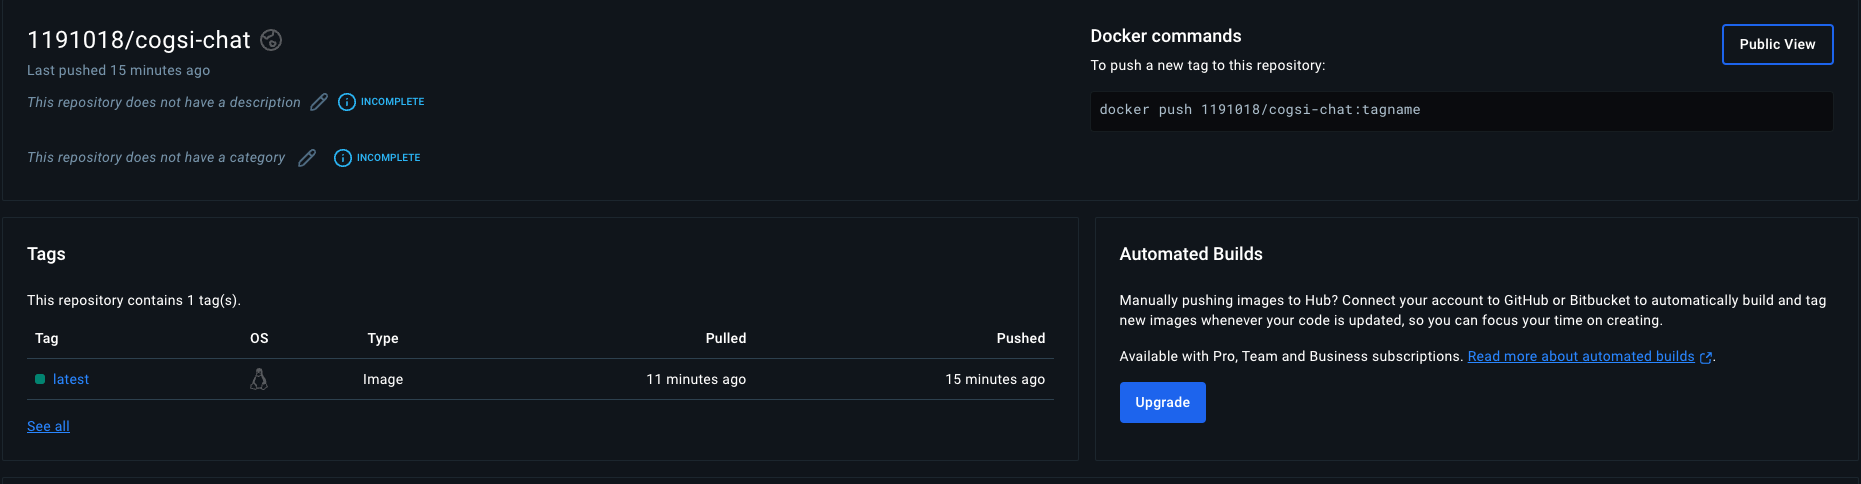 1191018/cogsi-chat
Last pushed 15 minutes ago
This repository does not have a description INCOMPLETE
This repository does not have a category INCOMPLETE
Docker commands
To push a new tag to this repository:
Public View
docker push 1191018/cogsi-chat:tagname
Tags
This repository contains 1 tag(s).
Tag OS Type Pulled Pushed
latest Image 11 minutes ago 15 minutes ago
See all
Automated Builds
Manually pushing images to Hub? Connect your account to GitHub or Bitbucket to automatically build and tag
new images whenever your code is updated, so you can focus your time on creating.
Available with Pro, Team and Business subscriptions. Read more about automated builds.
Upgrade